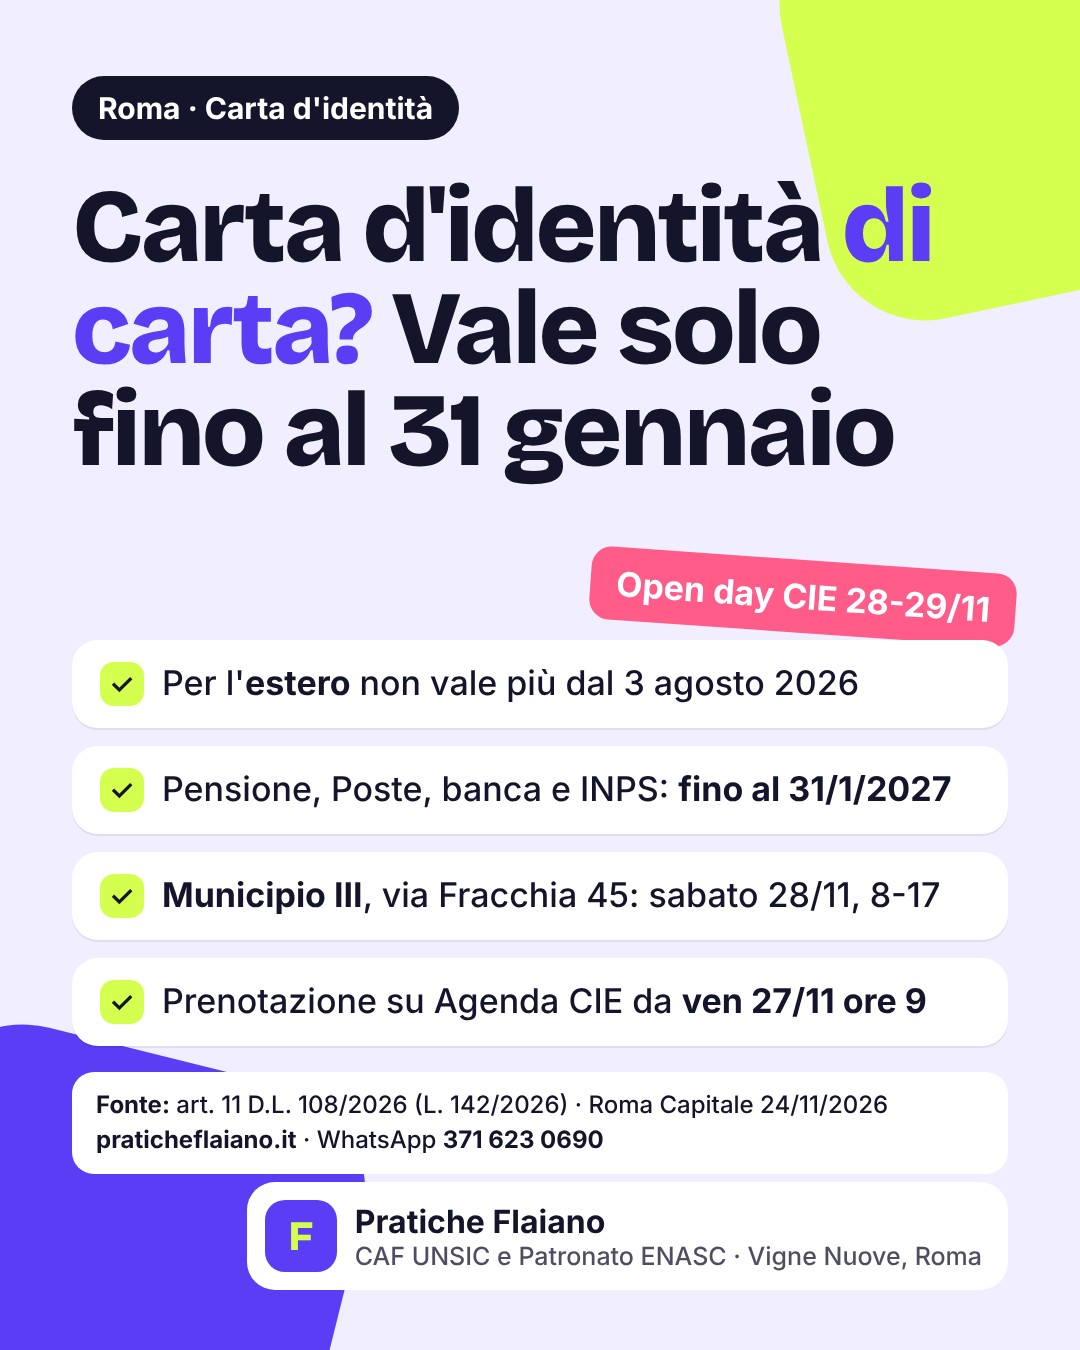 Roma · Carta d'identità
Carta d'identità di
carta? Vale solo
fino al 31 gennaio
Open day CIE 28-29/11
Per l'estero non vale più dal 3 agosto 2026
Pensione, Poste, banca e INPS: fino al 31/1/2027
Municipio III, via Fracchia 45: sabato 28/11, 8-17
Prenotazione su Agenda CIE da ven 27/11 ore 9
Fonte: art. 11 D.L. 108/2026 (L. 142/2026) · Roma Capitale 24/11/2026
praticheflaiano.it · WhatsApp 371 623 0690
F
Pratiche Flaiano
CAF UNSIC e Patronato ENASC · Vigne Nuove, Roma